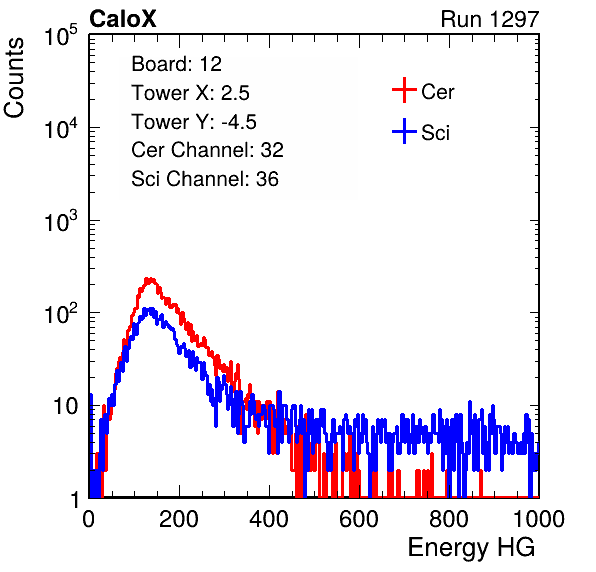 CaloX Run 1297
Board: 12
Tower X: 2.5
Tower Y: -4.5
Cer Channel: 32
Sci Channel: 36
Cer
Sci
Counts
10^5
10^4
10^3
10^2
10
1
0 200 400 600 800 1000
Energy HG